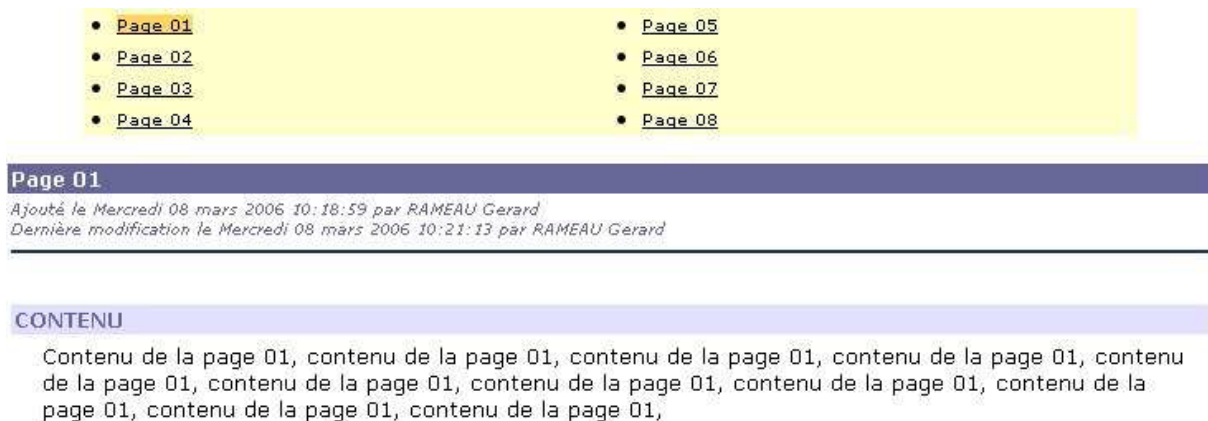 • Page 01
• Page 02
• Page 03
• Page 04
• Page 05
• Page 06
• Page 07
• Page 08
Page 01
Ajouté le Mercredi 08 mars 2006 10:18:59 par RAMEAU Gerard
Dernière modification le Mercredi 08 mars 2006 10:21:13 par RAMEAU Gerard
CONTENU
Contenu de la page 01, contenu de la page 01, contenu de la page 01, contenu de la page 01, contenu
de la page 01, contenu de la page 01, contenu de la page 01, contenu de la page 01, contenu de la
page 01, contenu de la page 01, contenu de la page 01,